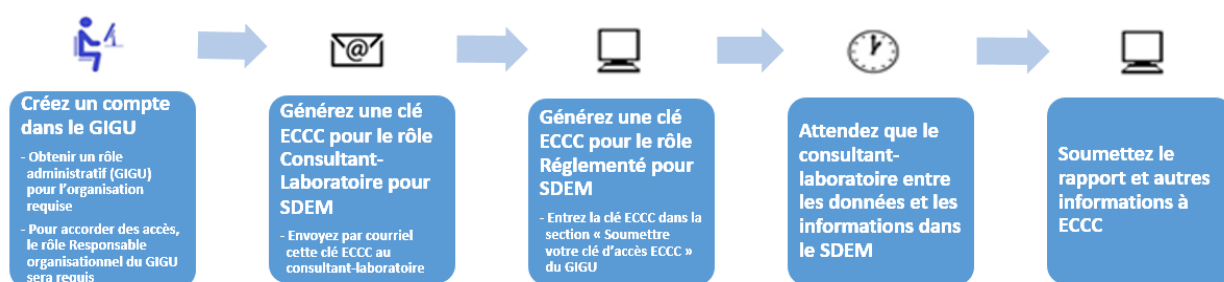 @
Créez un compte
dans le GIGU
- Obtenir un rôle
administratif (GIGU)
pour l'organisation
requise
- Pour accorder des accès,
le rôle Responsable
organisationnel du GIGU
sera requis
Générez une clé
ECCC pour le rôle
Consultant-
Laboratoire pour
SDEM
- Envoyez par courriel
cette clé ECCC au
consultant-laboratoire
Générez une clé
ECCC pour le rôle
Réglementé pour
SDEM
- Entrez la clé ECCC dans la
section « Soumettre
votre clé d'accès ECCC »
du GIGU
Attendez que le
consultant-
laboratoire entre
les données et les
informations dans
le SDEM
Soumettez le
rapport et autres
informations à
ECCC